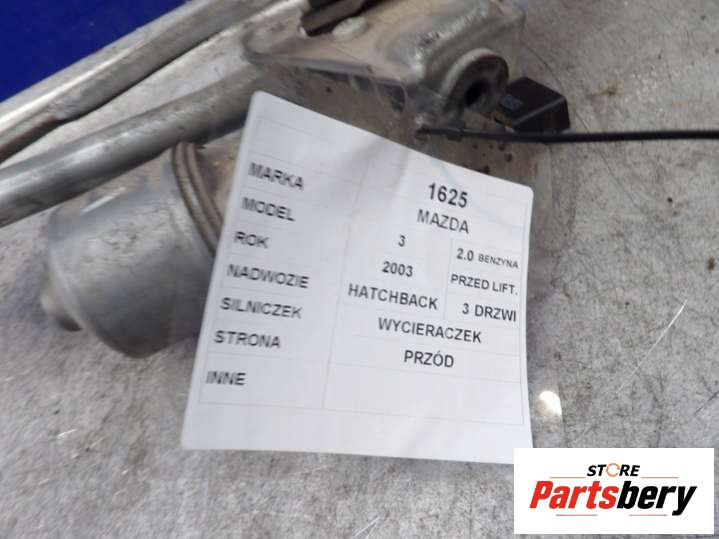 1625
MARKA MAZDA
MODEL 3 2.0 BENZYNA
ROK 2003 PRZED LIFT.
NADWOZIE HATCHBACK 3 DRZWI
SILNICZEK WYCIERACZEK
STRONA PRZÓD
INNE
STORE
Partsbery